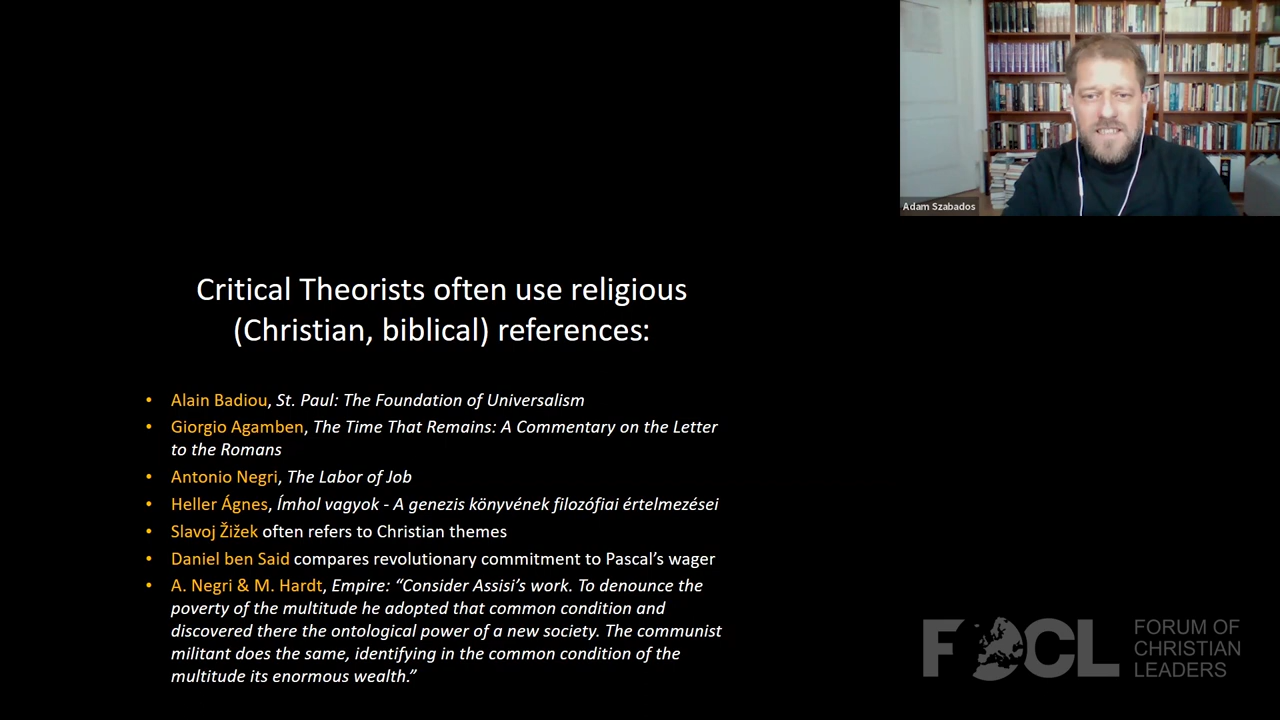 Adam Szabados
Critical Theorists often use religious
(Christian, biblical) references:
• Alain Badiou, St. Paul: The Foundation of Universalism
• Giorgio Agamben, The Time That Remains: A Commentary on the Letter
to the Romans
• Antonio Negri, The Labor of Job
• Heller Ágnes, Ímhol vagyok - A genezis könyvének filozófiai értelmezései
• Slavoj Žižek often refers to Christian themes
• Daniel ben Said compares revolutionary commitment to Pascal’s wager
• A. Negri & M. Hardt, Empire: “Consider Assisi’s work. To denounce the
poverty of the multitude he adopted that common condition and
discovered there the ontological power of a new society. The communist
militant does the same, identifying in the common condition of the
multitude its enormous wealth.”
FOCL
FORUM OF
CHRISTIAN
LEADERS